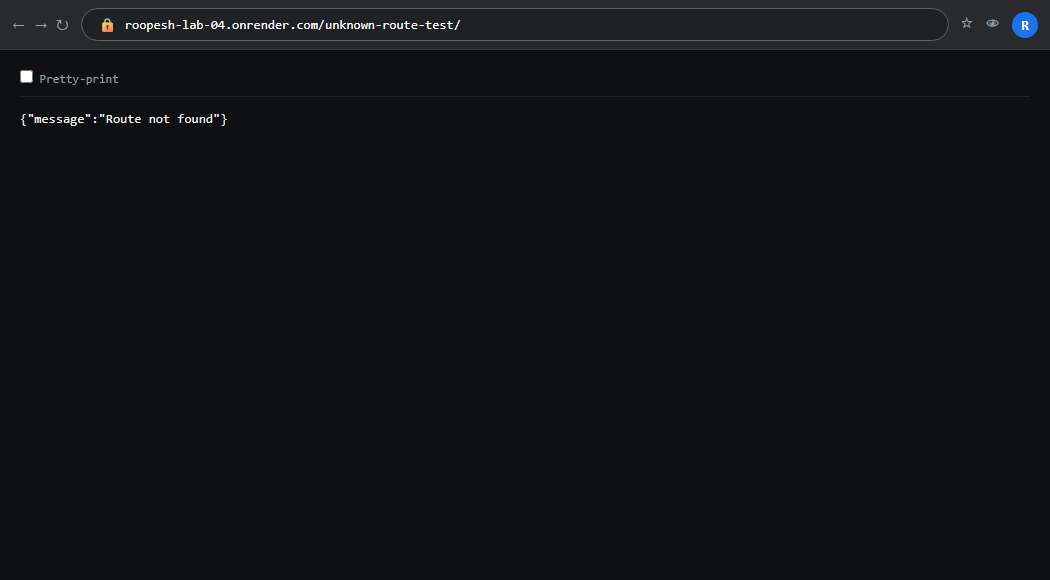 roopesh-lab-04.onrender.com/unknown-route-test/
R
Pretty-print
{"message":"Route not found"}